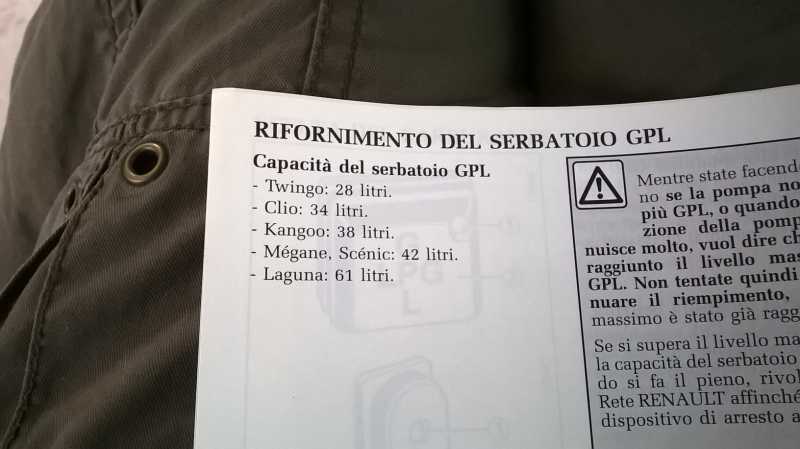 RIFORNIMENTO DEL SERBATOIO GPL
Capacità del serbatoio GPL
- Twingo: 28 litri.
- Clio: 34 litri.
- Kangoo: 38 litri.
- Mégane, Scénic: 42 litri.
- Laguna: 61 litri.
Mentre state facend
no se la pompa no
più GPL, o quando
zione della pomp
nuisce molto, vuol dire ch
raggiunto il livello mas
GPL. Non tentate quindi
nuare il riempimento,
massimo è stato già ragg
Se si supera il livello ma
la capacità del serbatoio
do si fa il pieno, rivol
Rete RENAULT affinché
dispositivo di arresto a
G
PG
L